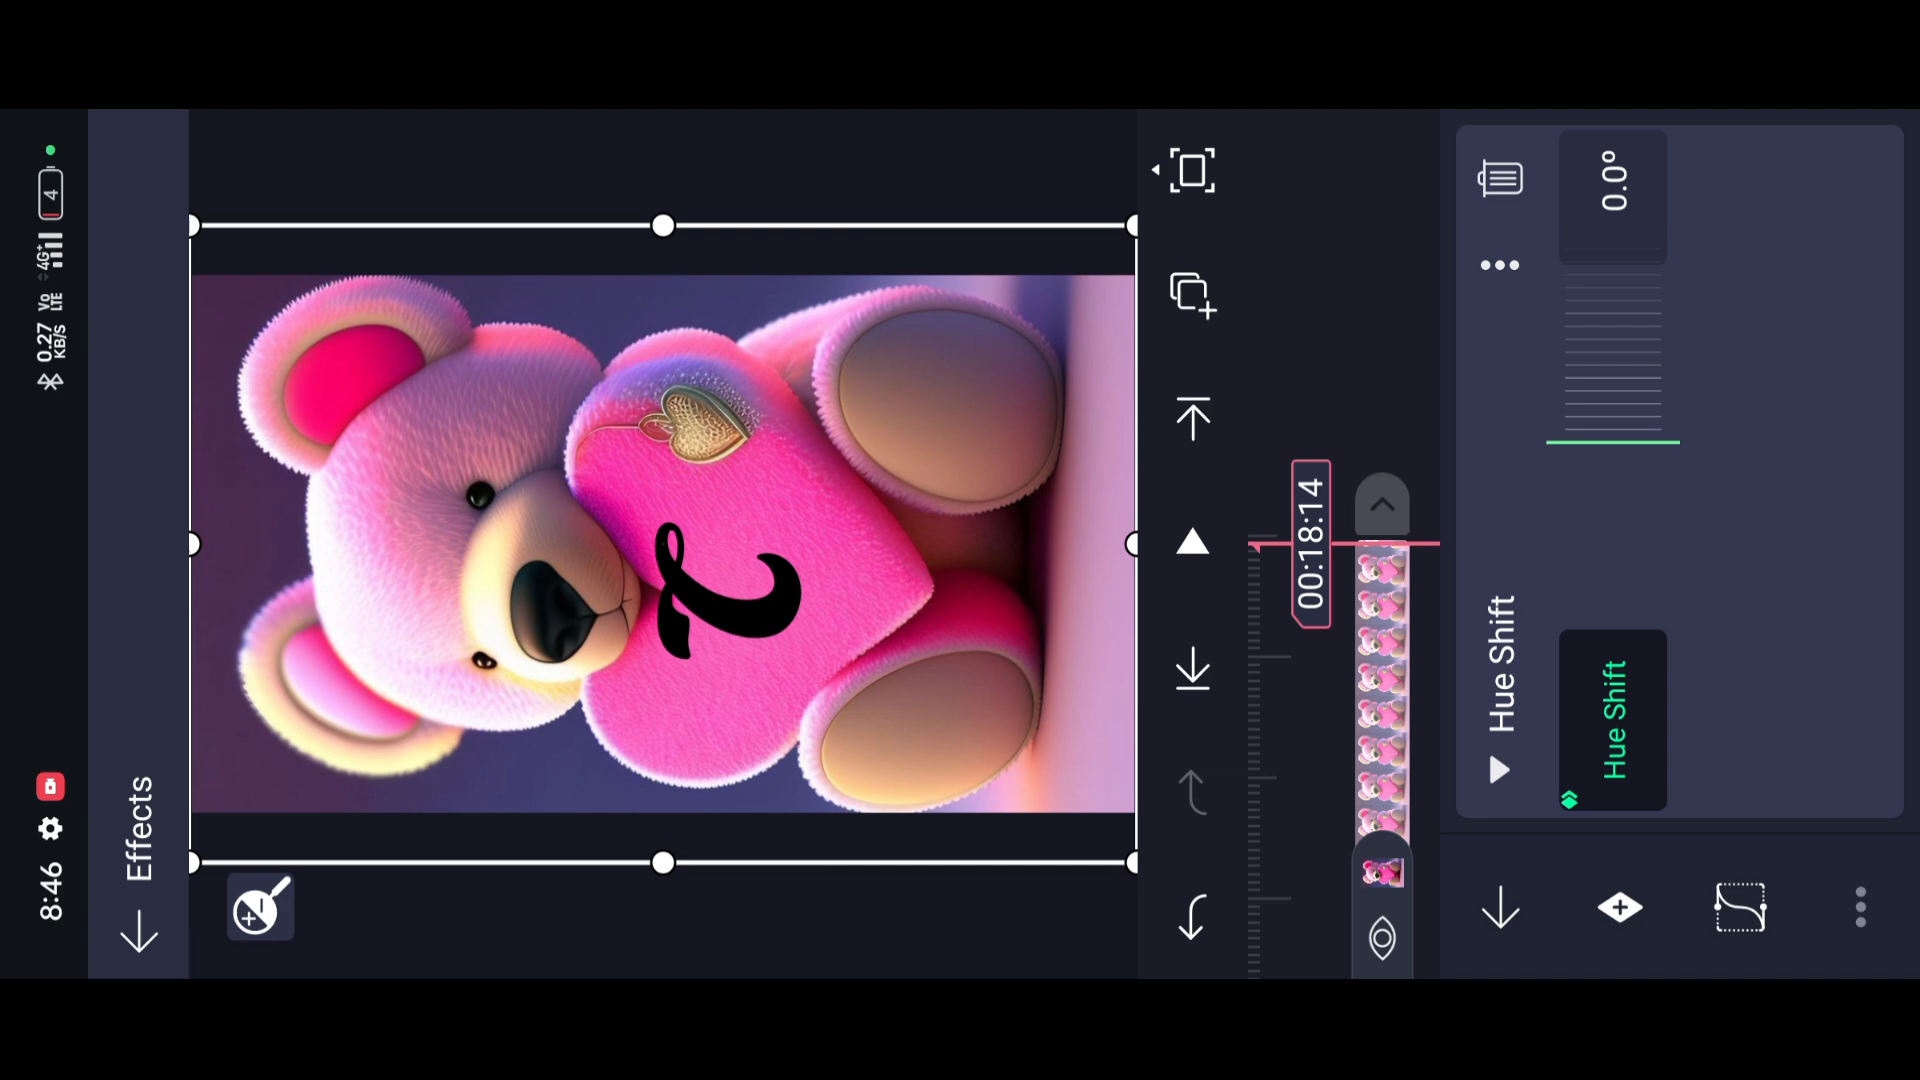 8:46
0.27 KB/S
Vo LTE
4G+
4
Effects
𝓽
00:18:14
Hue Shift
Hue Shift
0.0°